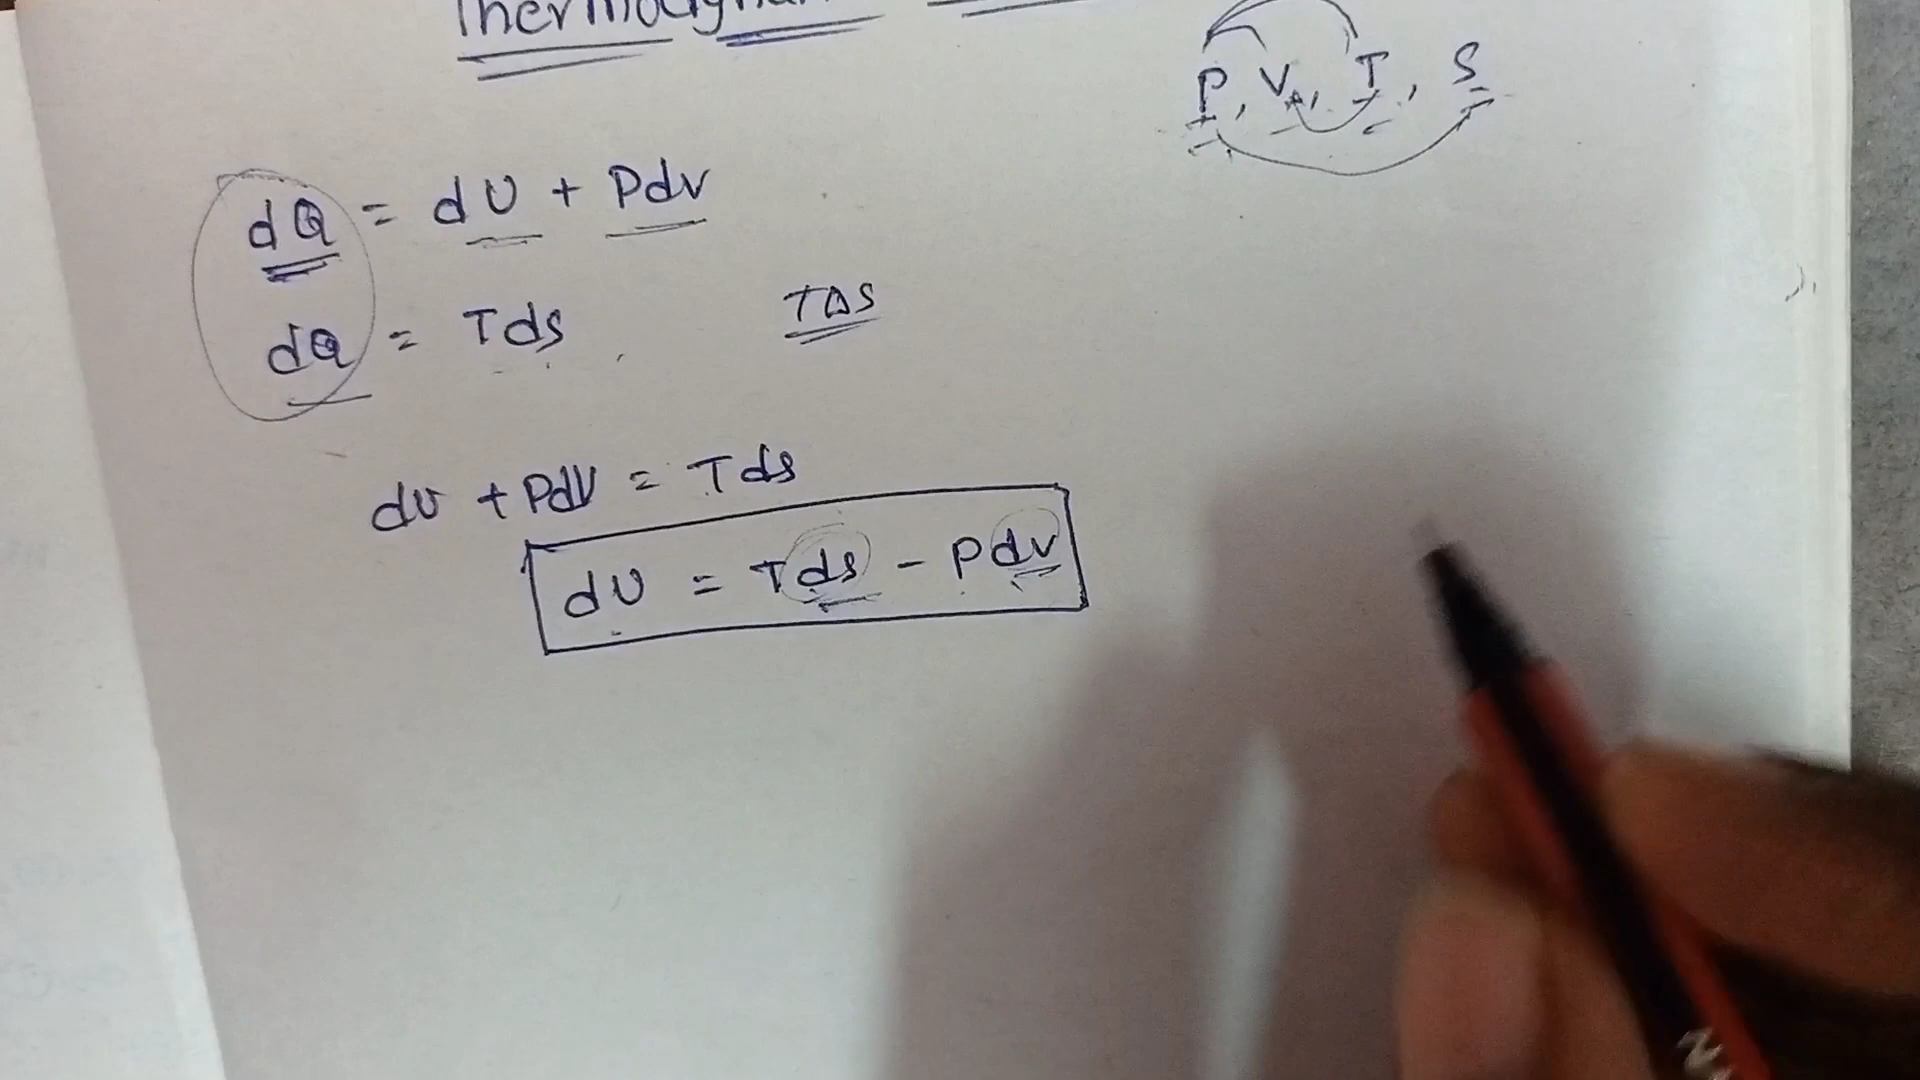 P, V, T, S
dQ = dU + Pdv
dQ = Tds
TΔS
dU + PdV = Tds
dU = Tds - Pdv